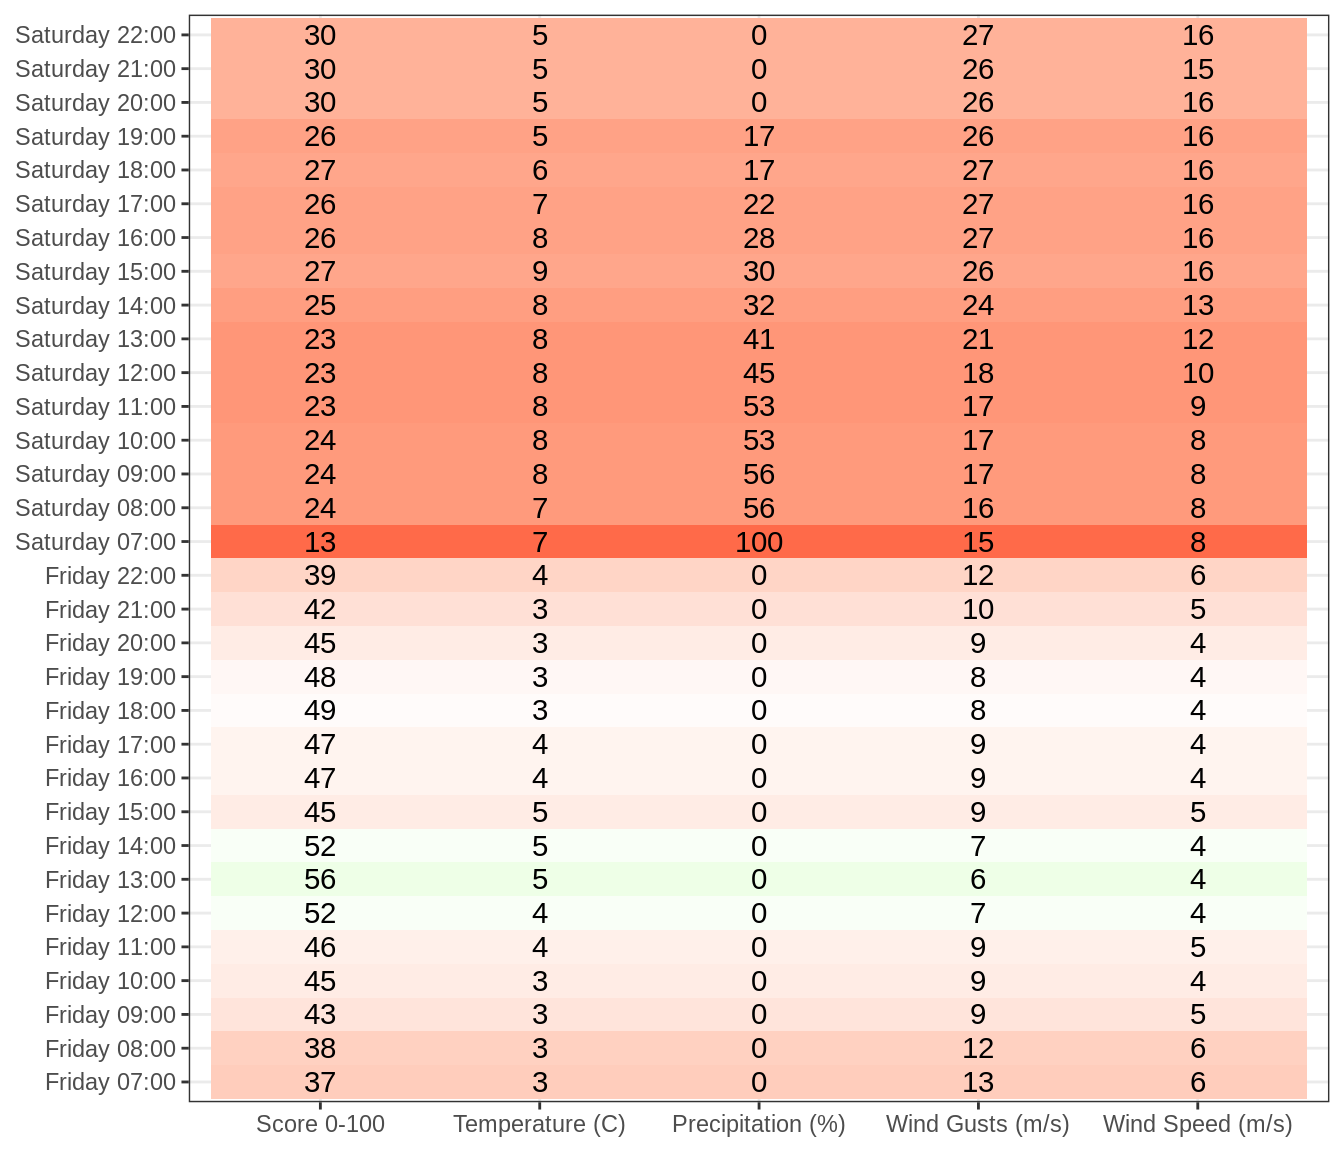 Saturday 22:00 30 5 0 27 16
Saturday 21:00 30 5 0 26 15
Saturday 20:00 30 5 0 26 16
Saturday 19:00 26 5 17 26 16
Saturday 18:00 27 6 17 27 16
Saturday 17:00 26 7 22 27 16
Saturday 16:00 26 8 28 27 16
Saturday 15:00 27 9 30 26 16
Saturday 14:00 25 8 32 24 13
Saturday 13:00 23 8 41 21 12
Saturday 12:00 23 8 45 18 10
Saturday 11:00 23 8 53 17 9
Saturday 10:00 24 8 53 17 8
Saturday 09:00 24 8 56 17 8
Saturday 08:00 24 7 56 16 8
Saturday 07:00 13 7 100 15 8
Friday 22:00 39 4 0 12 6
Friday 21:00 42 3 0 10 5
Friday 20:00 45 3 0 9 4
Friday 19:00 48 3 0 8 4
Friday 18:00 49 3 0 8 4
Friday 17:00 47 4 0 9 4
Friday 16:00 47 4 0 9 4
Friday 15:00 45 5 0 9 5
Friday 14:00 52 5 0 7 4
Friday 13:00 56 5 0 6 4
Friday 12:00 52 4 0 7 4
Friday 11:00 46 4 0 9 5
Friday 10:00 45 3 0 9 4
Friday 09:00 43 3 0 9 5
Friday 08:00 38 3 0 12 6
Friday 07:00 37 3 0 13 6
Score 0-100 Temperature (C) Precipitation (%) Wind Gusts (m/s) Wind Speed (m/s)